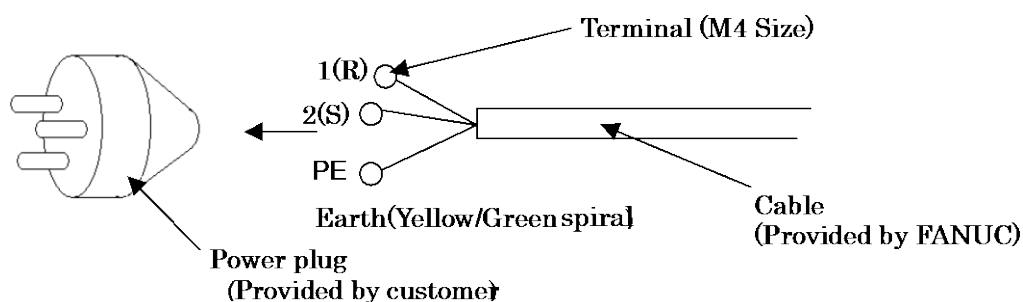 Terminal (M4 Size)
1(R)
2(S)
PE
Earth(Yellow/Green spiral)
Cable
(Provided by FANUC)
Power plug
(Provided by customer)